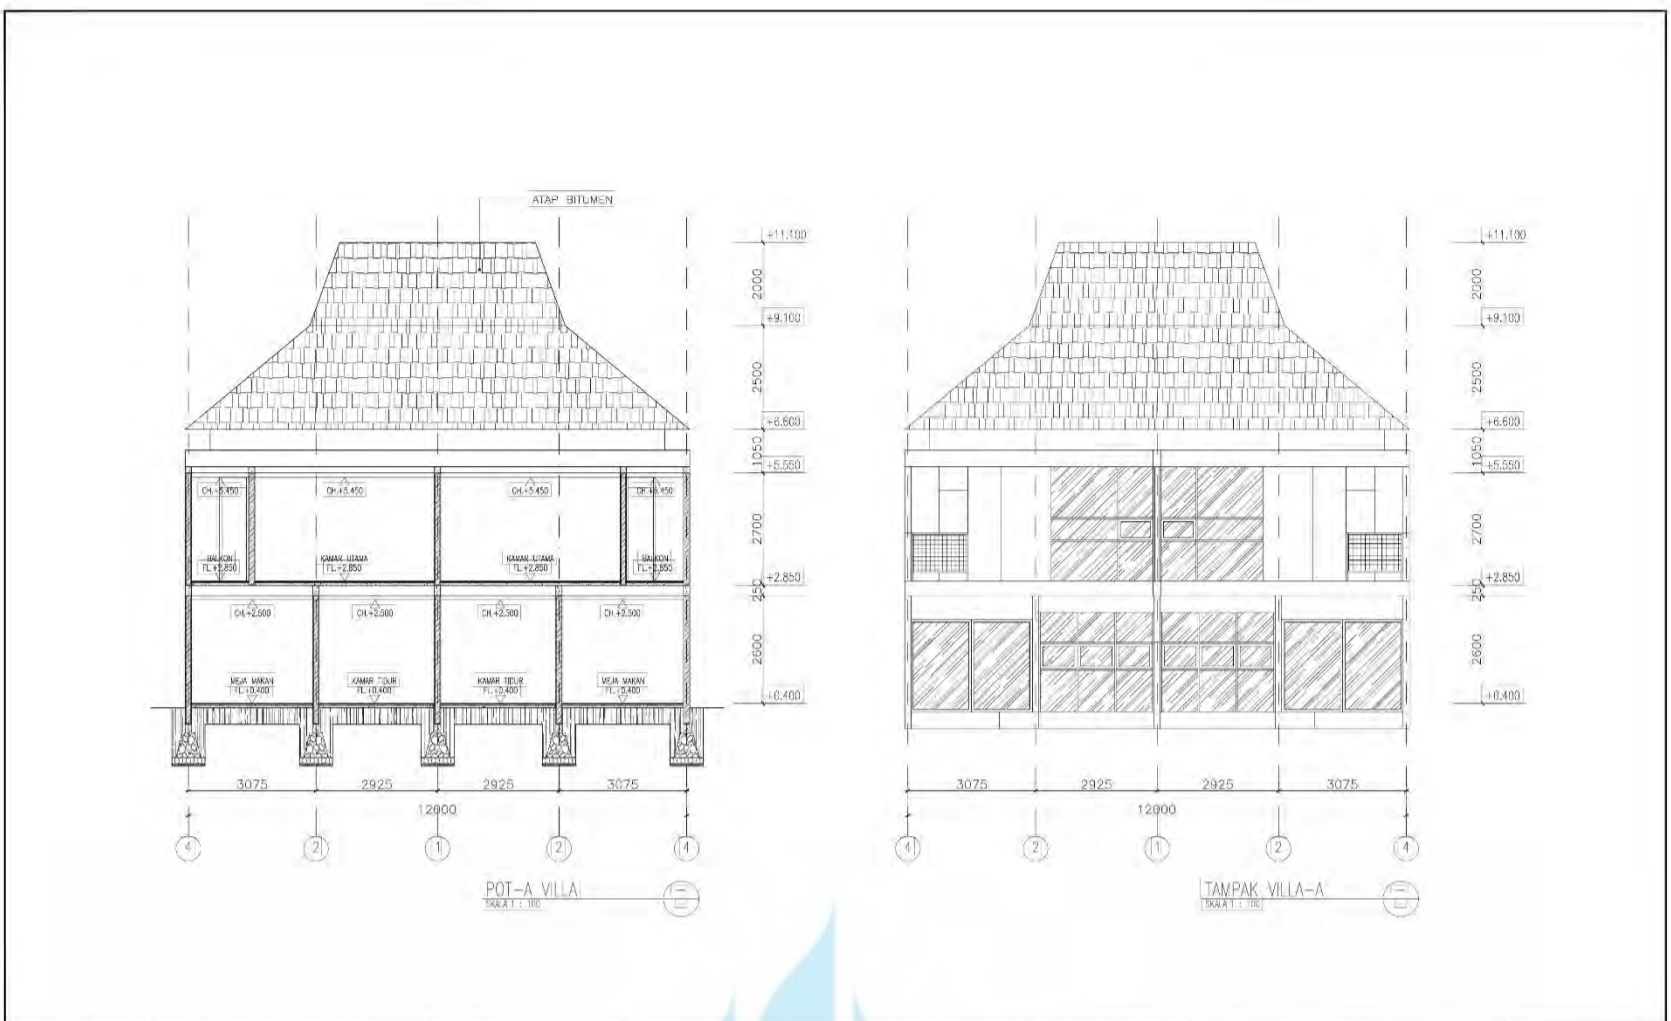 ATAP BITUMEN
+11.100
2000
+9.100
2500
+6.600
1050
+5.550
2700
+2.850
250
2600
+0.400
CH.+5.450
CH.+5.450
CH.+5.450
CH.+5.450
BALKON
FL.+2.850
KAMAR UTAMA
FL.+2.850
KAMAR UTAMA
FL.+2.850
BALKON
FL.+2.850
CH.+2.500
CH.+2.500
CH.+2.500
CH.+2.500
MEJA MAKAN
FL.+0.400
KAMAR TIDUR
FL.+0.400
KAMAR TIDUR
FL.+0.400
MEJA MAKAN
FL.+0.400
3075 2925 2925 3075
12000
4 2 1 2 4
POT-A VILLA
SKALA 1 : 100
+11.100
2000
+9.100
2500
+6.600
1050
+5.550
2700
+2.850
250
2600
+0.400
3075 2925 2925 3075
12000
4 2 1 2 4
TAMPAK VILLA-A
SKALA 1 : 100